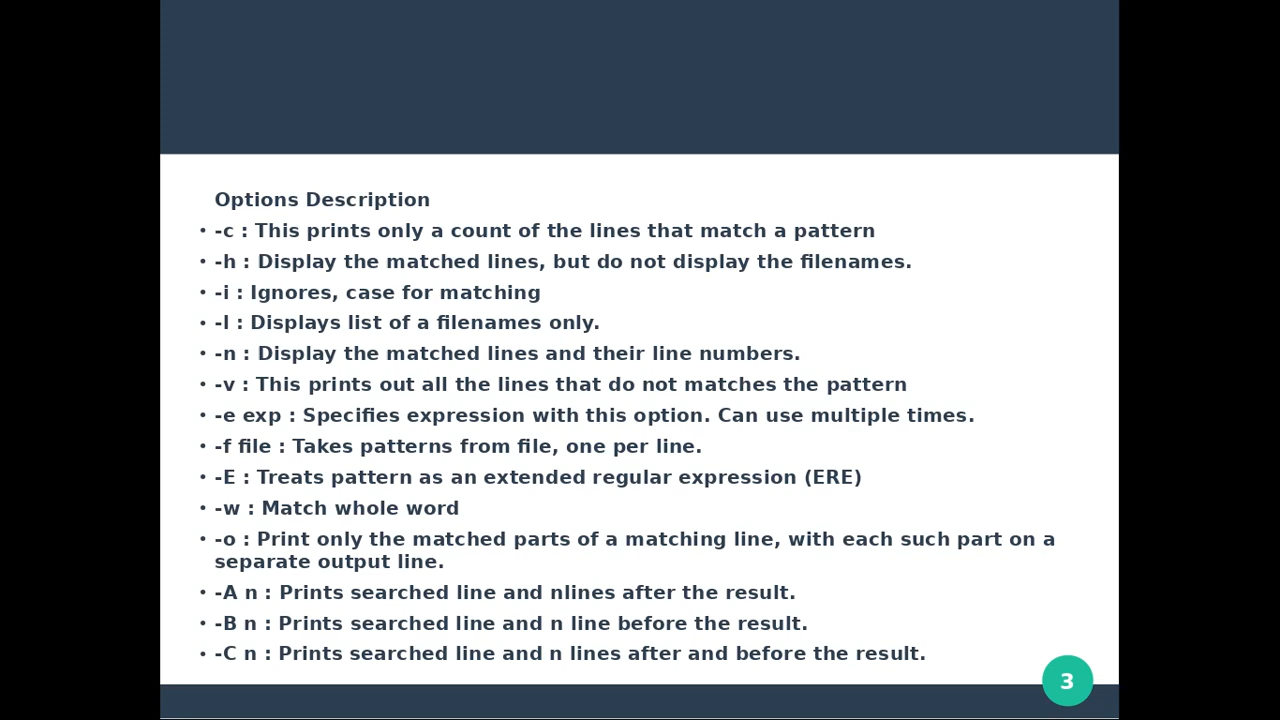 Options Description
• -c : This prints only a count of the lines that match a pattern
• -h : Display the matched lines, but do not display the filenames.
• -i : Ignores, case for matching
• -l : Displays list of a filenames only.
• -n : Display the matched lines and their line numbers.
• -v : This prints out all the lines that do not matches the pattern
• -e exp : Specifies expression with this option. Can use multiple times.
• -f file : Takes patterns from file, one per line.
• -E : Treats pattern as an extended regular expression (ERE)
• -w : Match whole word
• -o : Print only the matched parts of a matching line, with each such part on a
separate output line.
• -A n : Prints searched line and nlines after the result.
• -B n : Prints searched line and n line before the result.
• -C n : Prints searched line and n lines after and before the result.
3